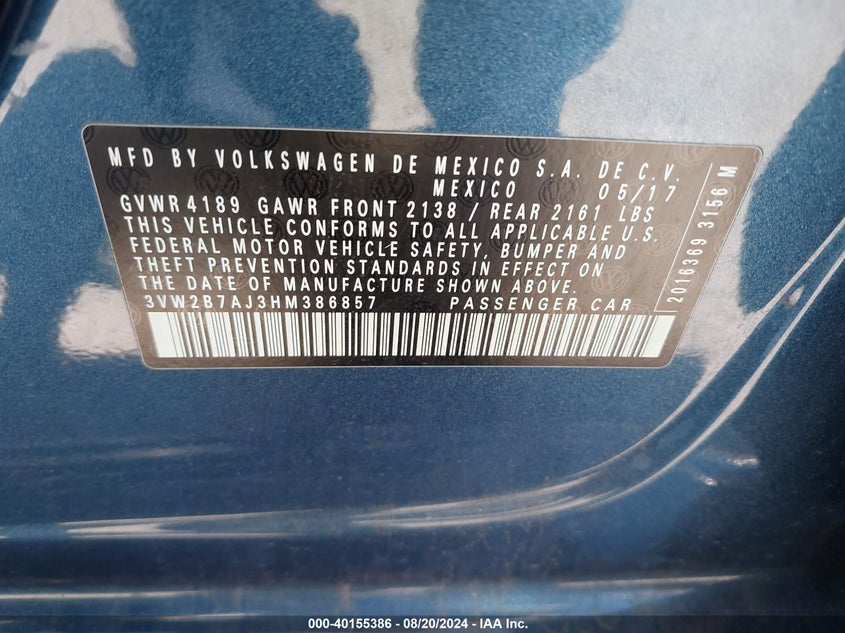 MFD BY VOLKSWAGEN DE MEXICO S.A. DE C.V.
MEXICO 05/17
GVWR 4189 GAWR FRONT 2138 / REAR 2161 LBS
THIS VEHICLE CONFORMS TO ALL APPLICABLE U.S.
FEDERAL MOTOR VEHICLE SAFETY, BUMPER AND
THEFT PREVENTION STANDARDS IN EFFECT ON
THE DATE OF MANUFACTURE SHOWN ABOVE.
3VW2B7AJ3HM386857 PASSENGER CAR
2016369 3156 M
000-40155386 - 08/20/2024 - IAA Inc.